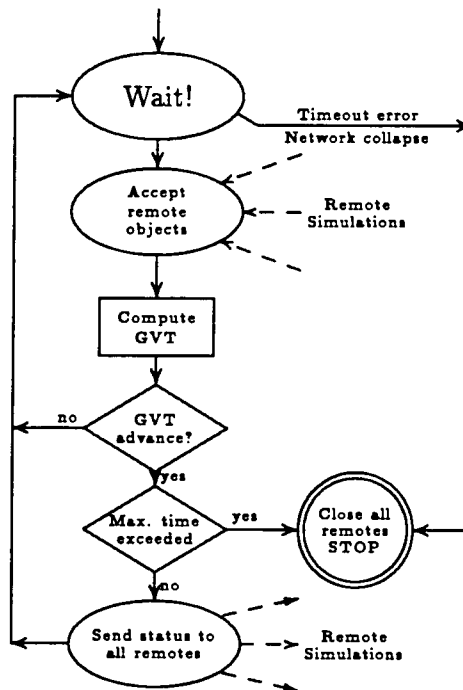 Wait!
Timeout error
Network collapse
Accept
remote
objects
Remote
Simulations
Compute
GVT
no
GVT
advance?
yes
Max. time
exceeded
yes
Close all
remotes
STOP
no
Send status to
all remotes
Remote
Simulations